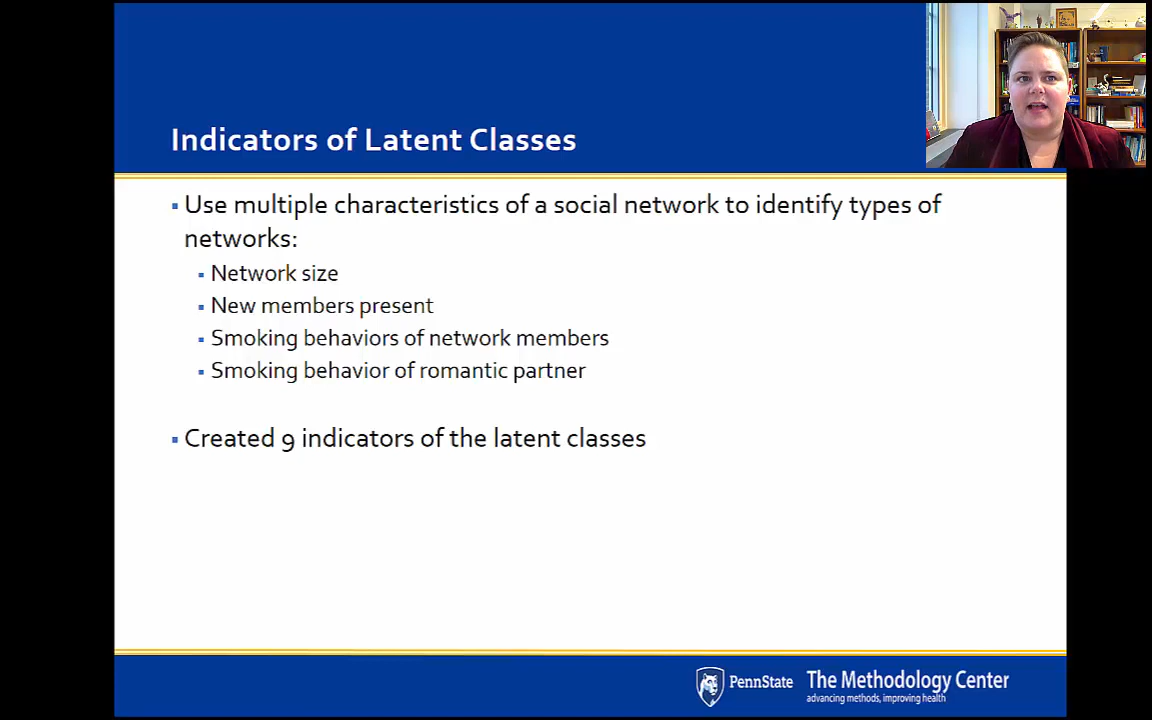 Indicators of Latent Classes
▪ Use multiple characteristics of a social network to identify types of
networks:
▪ Network size
▪ New members present
▪ Smoking behaviors of network members
▪ Smoking behavior of romantic partner
▪ Created 9 indicators of the latent classes
PennState
The Methodology Center
advancing methods, improving health